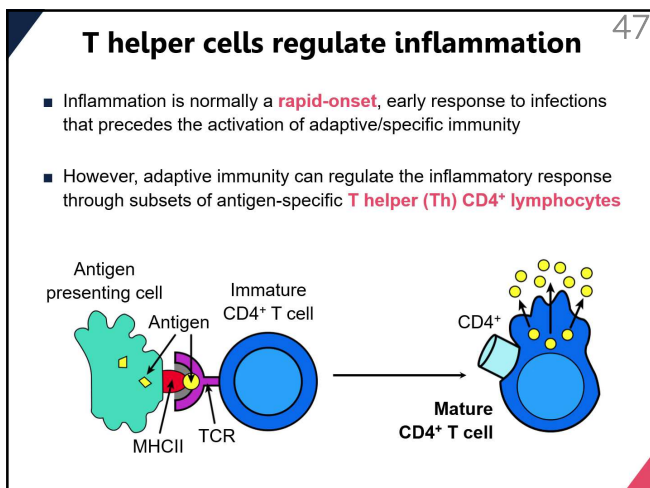 47
T helper cells regulate inflammation
■ Inflammation is normally a rapid-onset, early response to infections
that precedes the activation of adaptive/specific immunity
■ However, adaptive immunity can regulate the inflammatory response
through subsets of antigen-specific T helper (Th) CD4⁺ lymphocytes
Antigen
presenting cell
Antigen
Immature
CD4⁺ T cell
MHCII
TCR
CD4⁺
Mature
CD4⁺ T cell